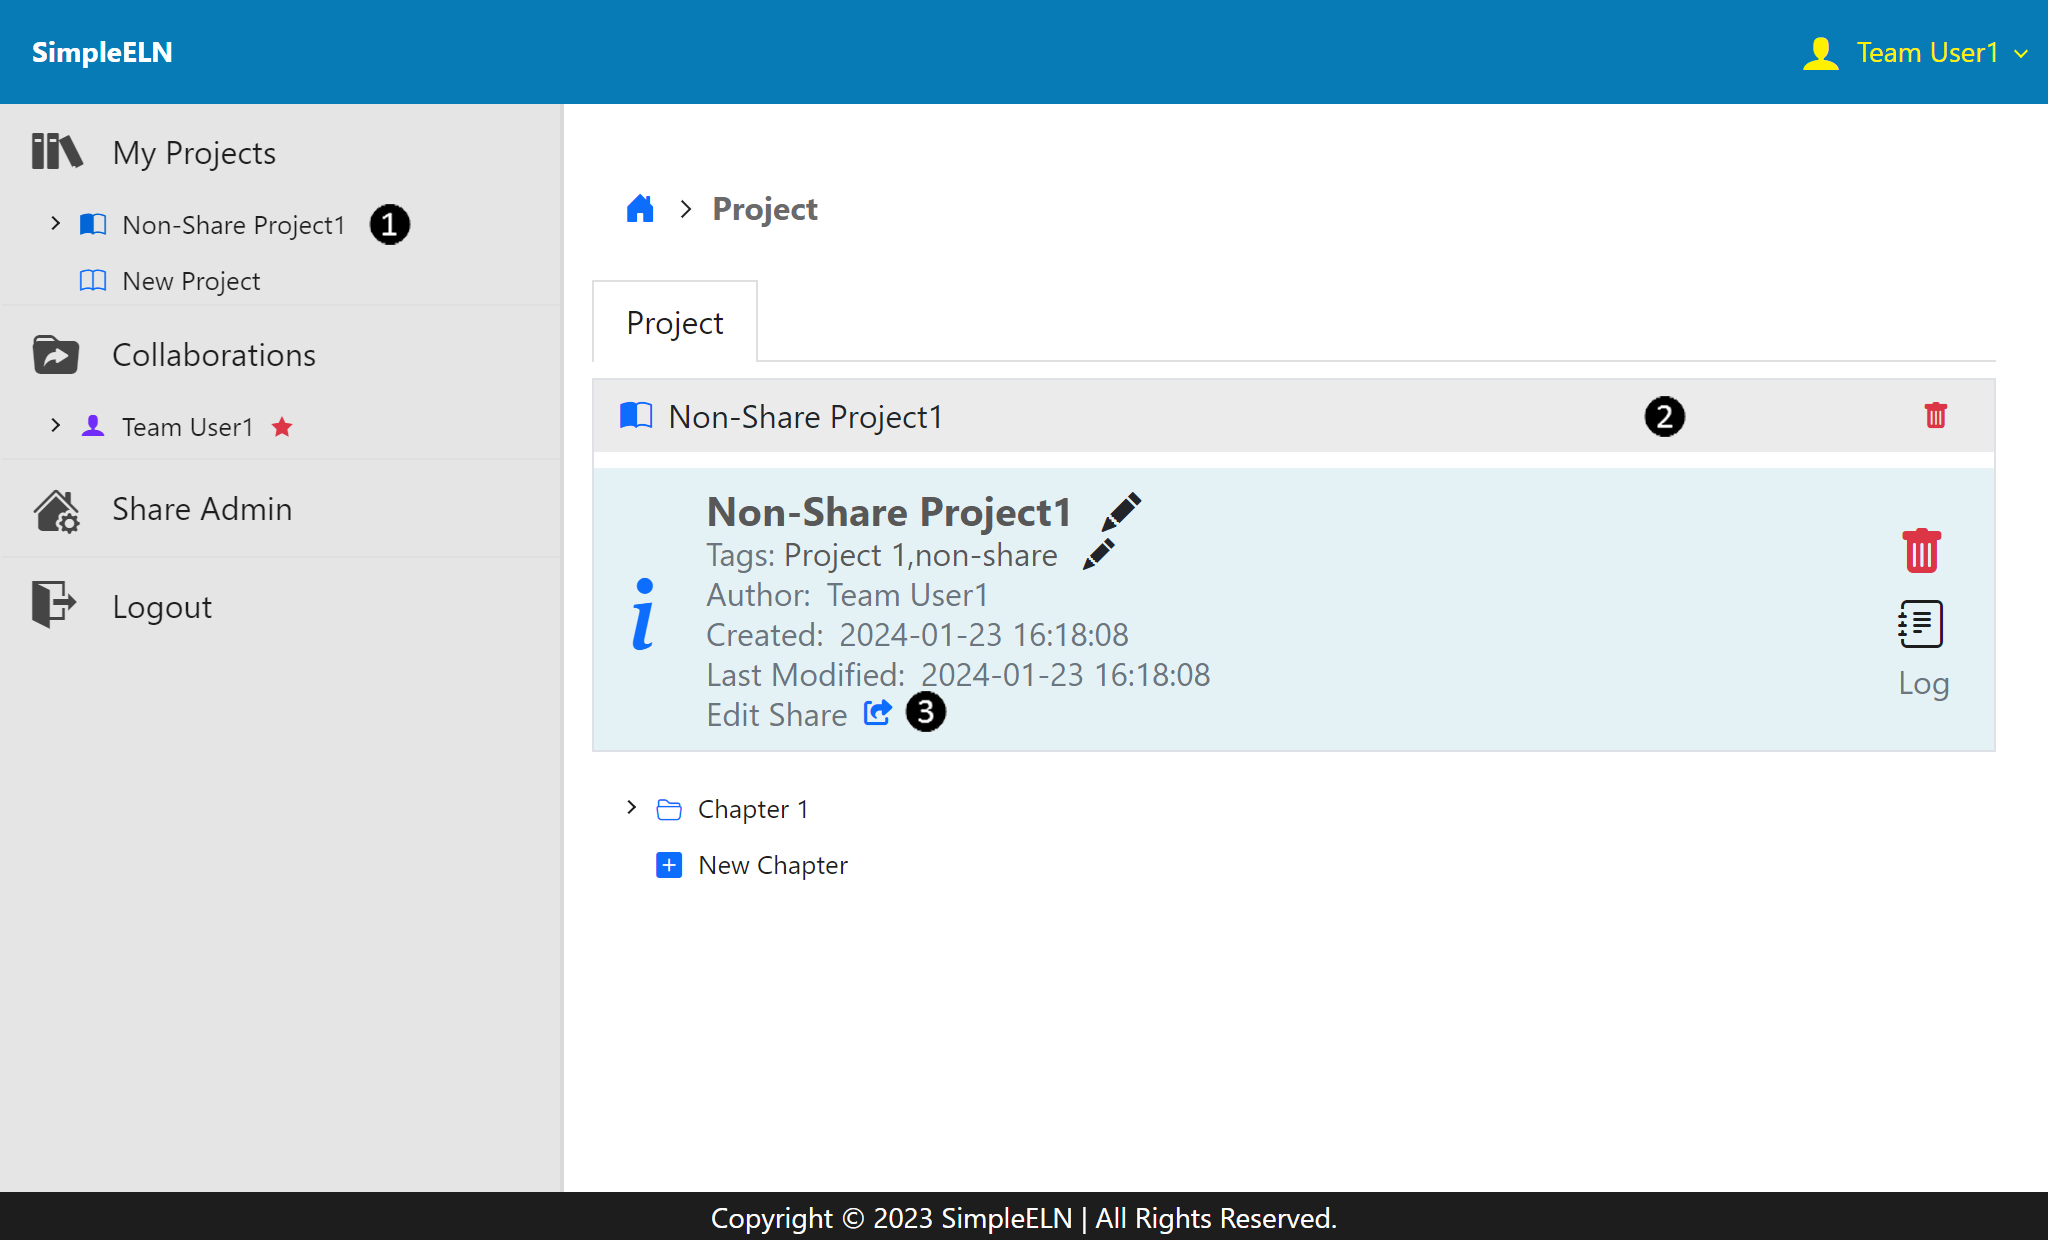 SimpleELN
Team User1
My Projects
Non-Share Project1 1
New Project
Collaborations
Team User1
Share Admin
Logout
Project
Project
Non-Share Project1 2
Non-Share Project1
Tags: Project 1,non-share
Author: Team User1
Created: 2024-01-23 16:18:08
Last Modified: 2024-01-23 16:18:08
Edit Share 3
Log
Chapter 1
New Chapter
Copyright © 2023 SimpleELN | All Rights Reserved.